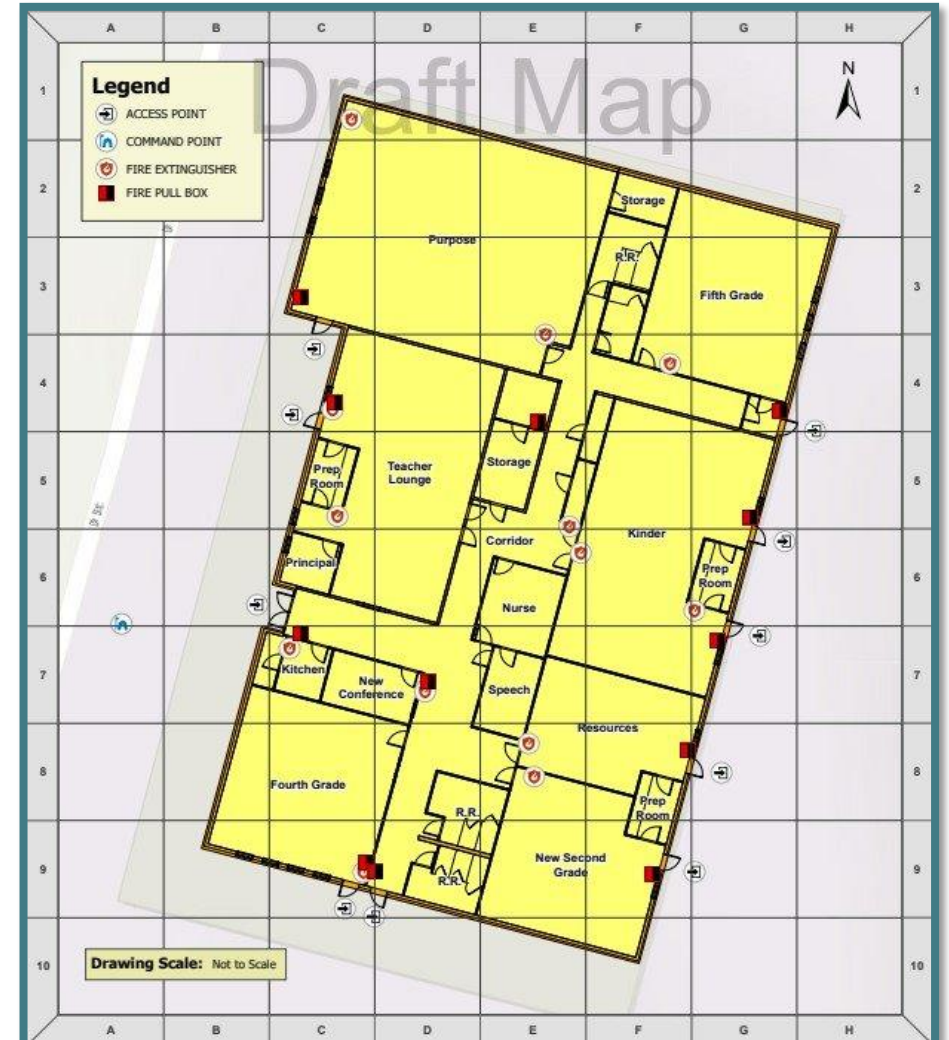 A B C D E F G H
Draft Map
N
Legend
ACCESS POINT
COMMAND POINT
FIRE EXTINGUISHER
FIRE PULL BOX
1 1
2 2
Storage
Purpose
R.R.
3 3
Fifth Grade
4 4
Storage
Teacher
Lounge
Prep
Room
5 5
D St
Corridor
Kinder
Principal
6 6
Prep
Room
Nurse
Kitchen
New
Conference
7 7
Speech
Resources
8 8
Fourth Grade
R.R.
Prep
Room
9 9
New Second
Grade
R.R.
Drawing Scale: Not to Scale
10 10
A B C D E F G H